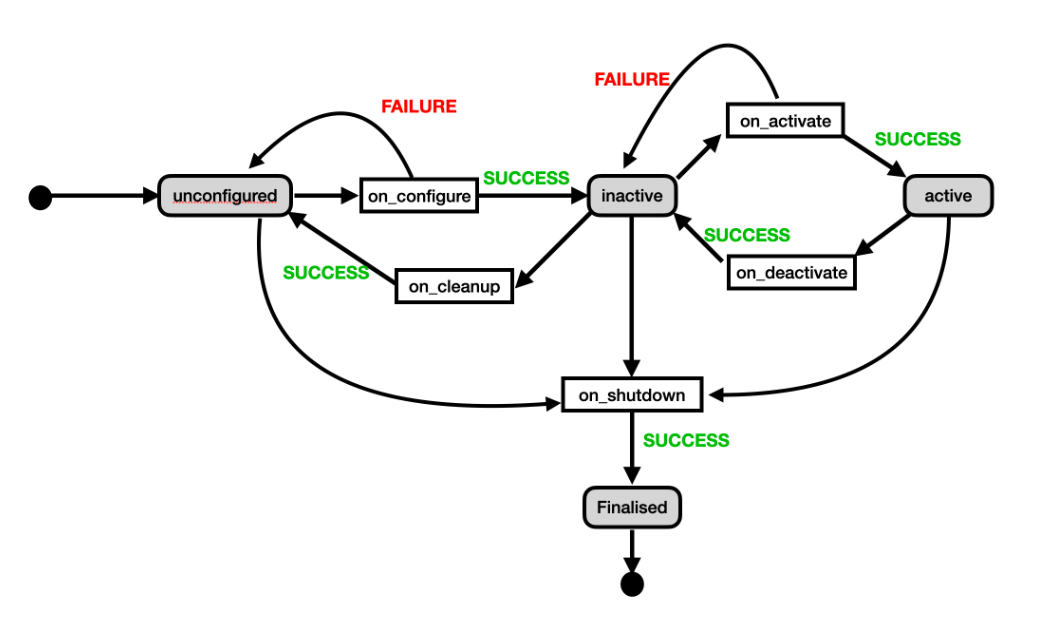 FAILURE
FAILURE
on_activate
SUCCESS
unconfigured
on_configure
SUCCESS
inactive
active
SUCCESS
SUCCESS
on_cleanup
on_deactivate
on_shutdown
SUCCESS
Finalised